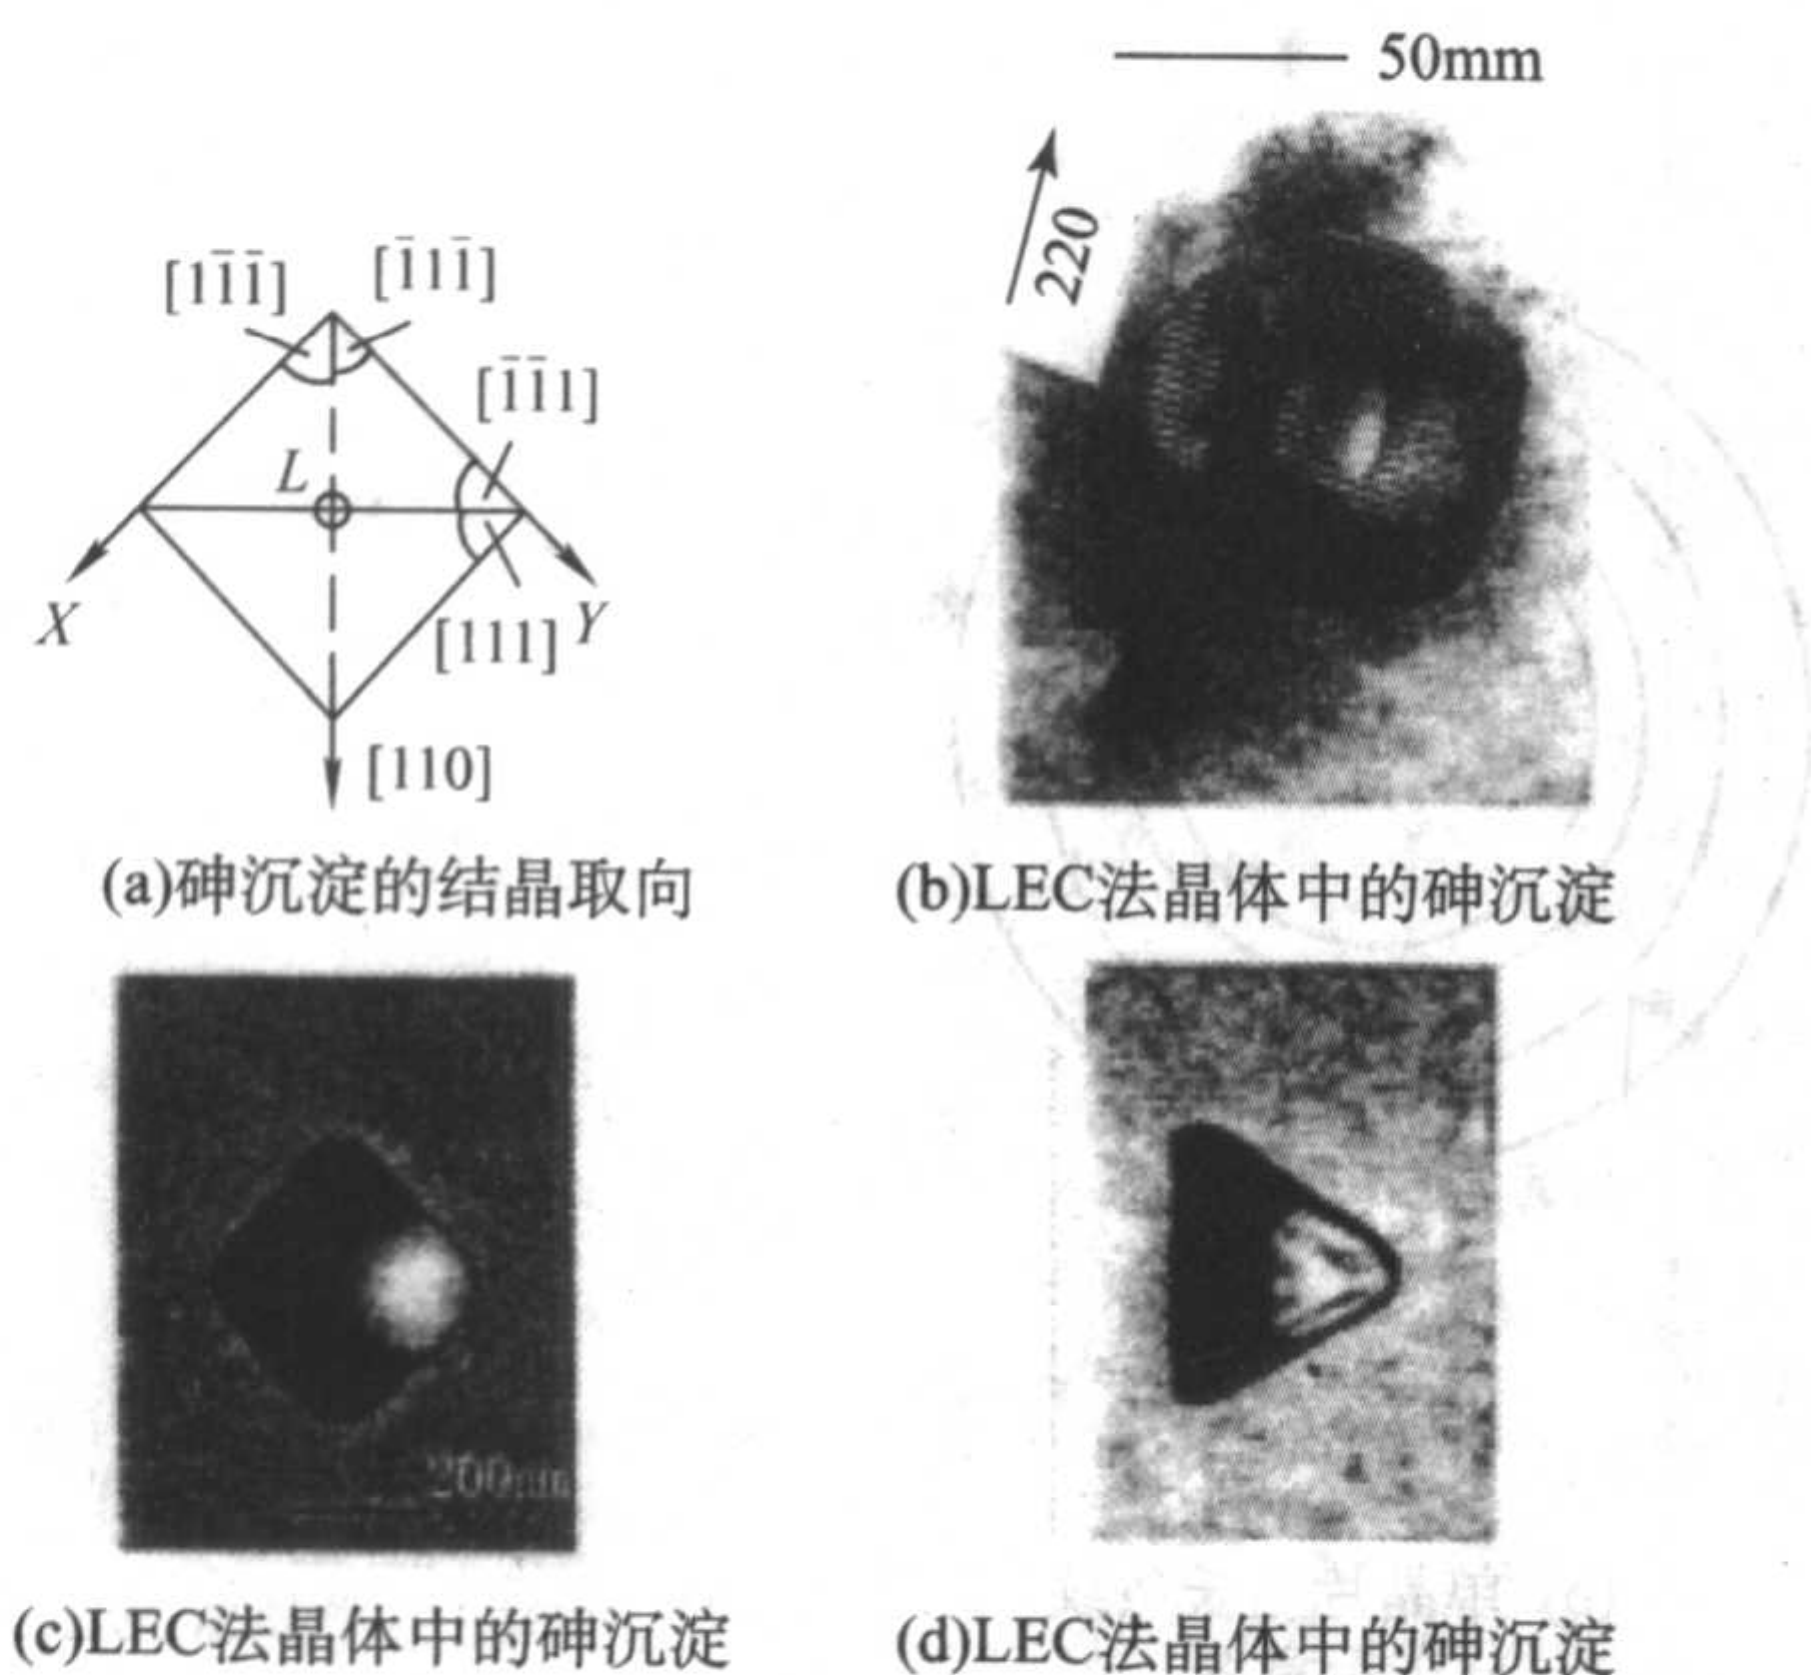 50mm
220
[11̄1̄] [1̄11̄]
[1̄1̄1]
L
X
[111] Y
[110]
(a)砷沉淀的结晶取向
(b)LEC法晶体中的砷沉淀
200nm
(c)LEC法晶体中的砷沉淀
(d)LEC法晶体中的砷沉淀